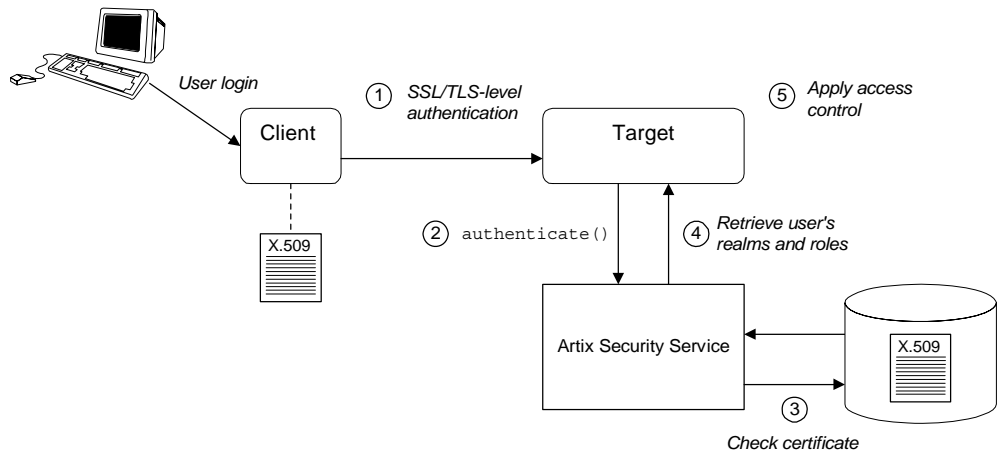 User login
1
SSL/TLS-level
authentication
5
Apply access
control
Client
Target
X.509
2
authenticate()
4
Retrieve user's
realms and roles
Artix Security Service
X.509
3
Check certificate